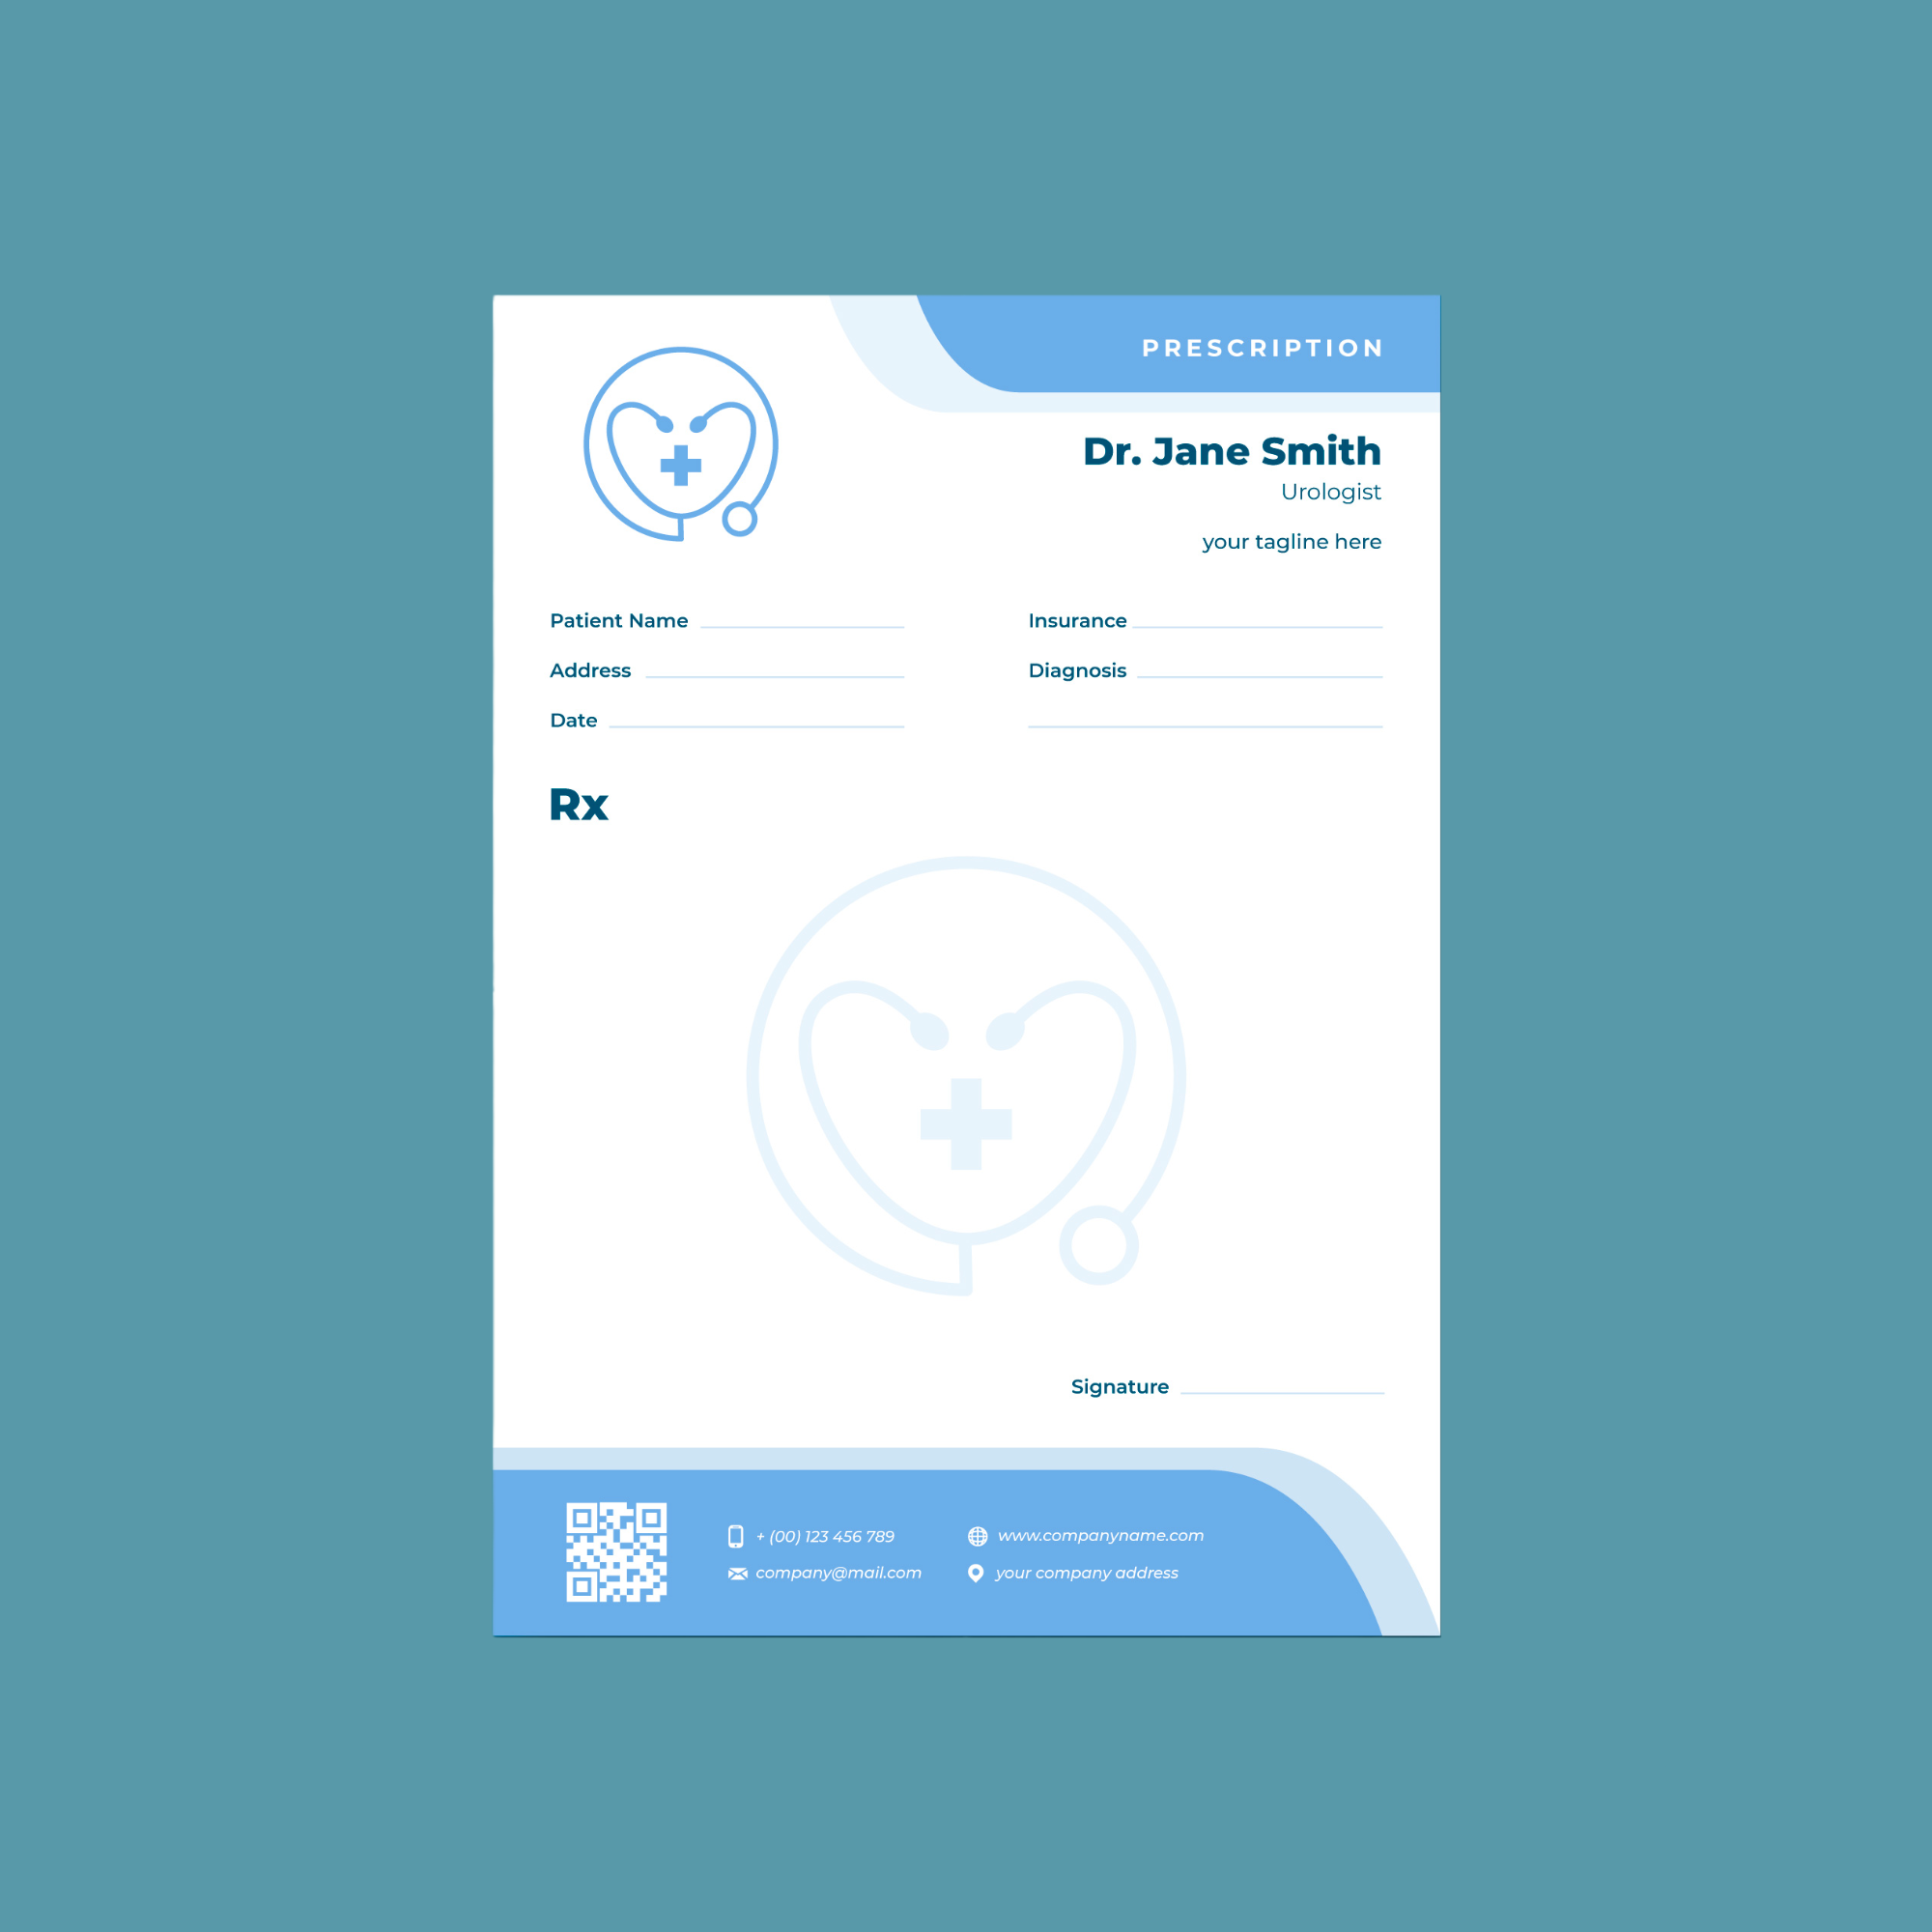 PRESCRIPTION
Dr. Jane Smith
Urologist
your tagline here
Patient Name
Address
Date
Insurance
Diagnosis
Rx
Signature
+ (00) 123 456 789
company@mail.com
www.companyname.com
your company address